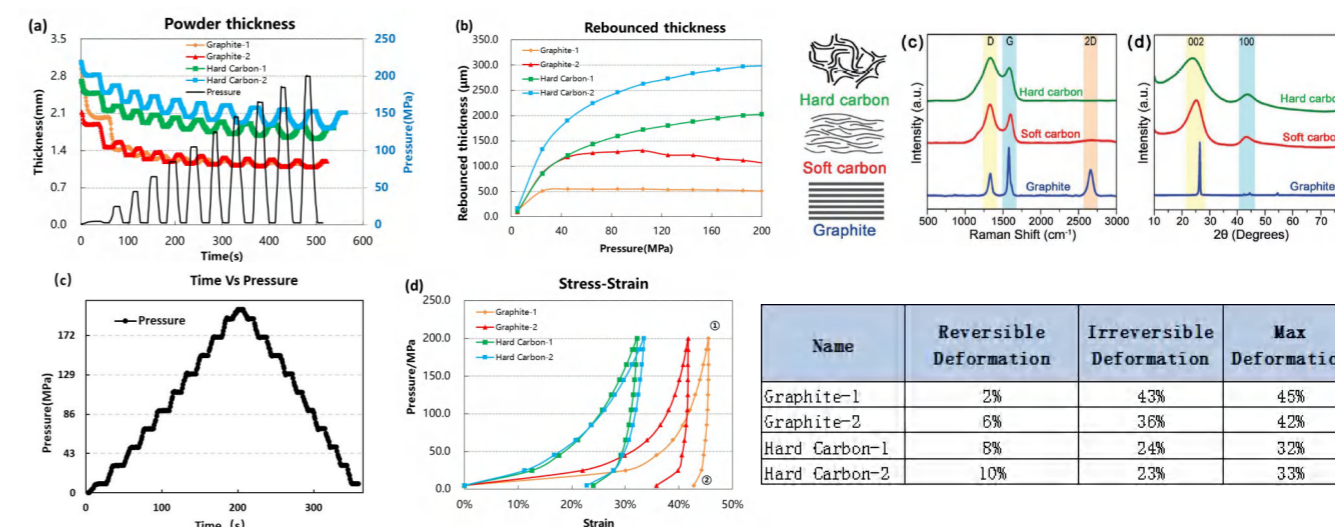 (a)
Powder thickness
3.5
2.8
2.1
1.4
0.7
0.0
Thickness(mm)
Graphite-1
Graphite-2
Hard Carbon-1
Hard Carbon-2
Pressure
250
200
150
100
50
0
Pressure(MPa)
0 100 200 300 400 500 600
Time(s)
(b)
Rebounced thickness
350.0
300.0
250.0
200.0
150.0
100.0
50.0
0.0
Rebounced thickness (μm)
Graphite-1
Graphite-2
Hard Carbon-1
Hard Carbon-2
0 40 80 120 160 200
Pressure(MPa)
Hard carbon
Soft carbon
Graphite
(c)
D G 2D
Intensity (a.u.)
Hard carbon
Soft carbon
Graphite
500 1000 1500 2000 2500 3000
Raman Shift (cm-1)
(d)
002 100
Intensity (a.u.)
Hard carbo
Soft carbo
Graphite
10 20 30 40 50 60 70
2θ (Degrees)
(c)
Time Vs Pressure
Pressure
172
129
86
43
0
Pressure(MPa)
0 100 200 300
Time (s)
(d)
Stress-Strain
250.0
200.0
150.0
100.0
50.0
0.0
Pressure/MPa
Graphite-1
Graphite-2
Hard Carbon-1
Hard Carbon-2
①
②
0% 10% 20% 30% 40% 50%
Strain
Name Reversible Deformation Irreversible Deformation Max Deformatio
Graphite-1 2% 43% 45%
Graphite-2 6% 36% 42%
Hard Carbon-1 8% 24% 32%
Hard Carbon-2 10% 23% 33%